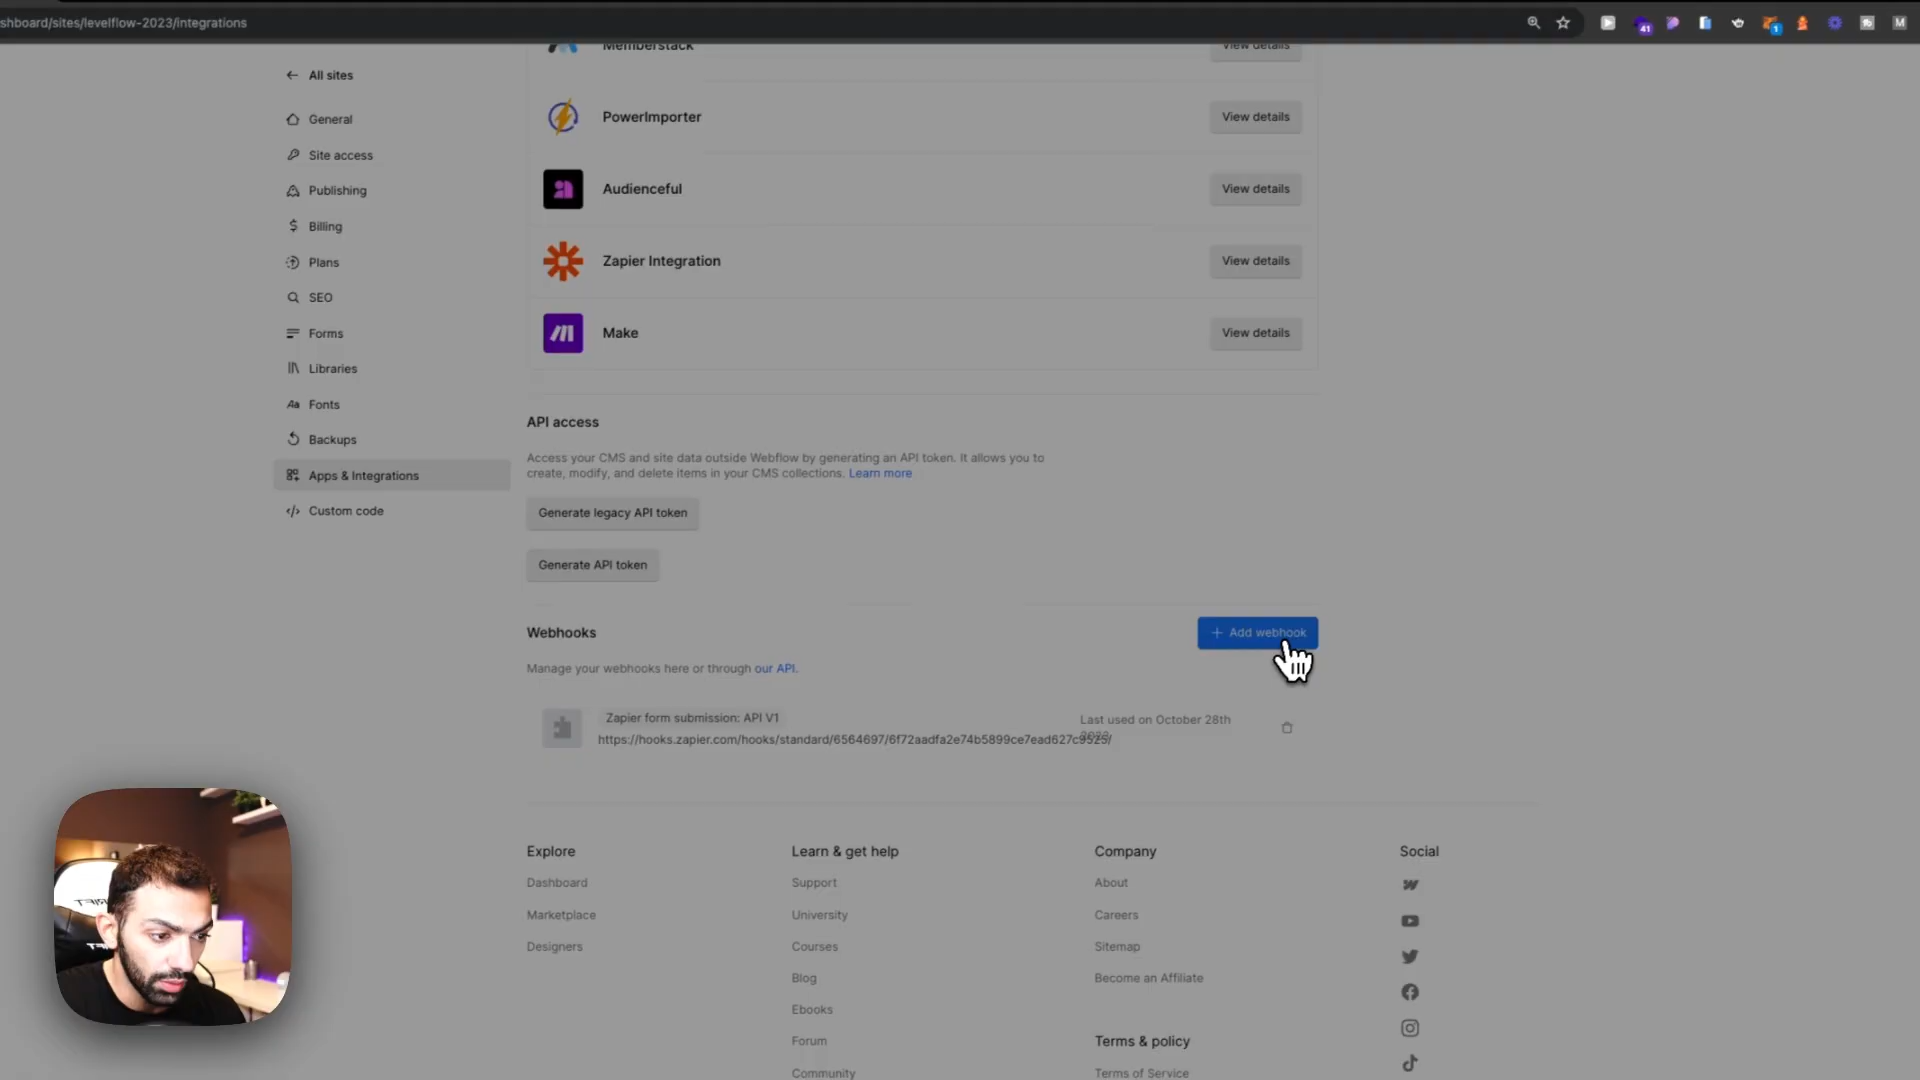 shboard/sites/levelflow-2023/integrations
41
1
M
All sites
General
Site access
Publishing
Billing
Plans
SEO
Forms
Libraries
Fonts
Backups
Apps & Integrations
Custom code
Memberstack
View details
PowerImporter
View details
Audienceful
View details
Zapier Integration
View details
Make
View details
API access
Access your CMS and site data outside Webflow by generating an API token. It allows you to
create, modify, and delete items in your CMS collections. Learn more
Generate legacy API token
Generate API token
Webhooks
+ Add webhook
Manage your webhooks here or through our API.
Zapier form submission: API V1
Last used on October 28th
https://hooks.zapier.com/hooks/standard/6564697/6f72aadfa2e74b5899ce7ead627c9525/
Explore
Dashboard
Marketplace
Designers
Learn & get help
Support
University
Courses
Blog
Ebooks
Forum
Community
Company
About
Careers
Sitemap
Become an Affiliate
Terms & policy
Terms of Service
Social